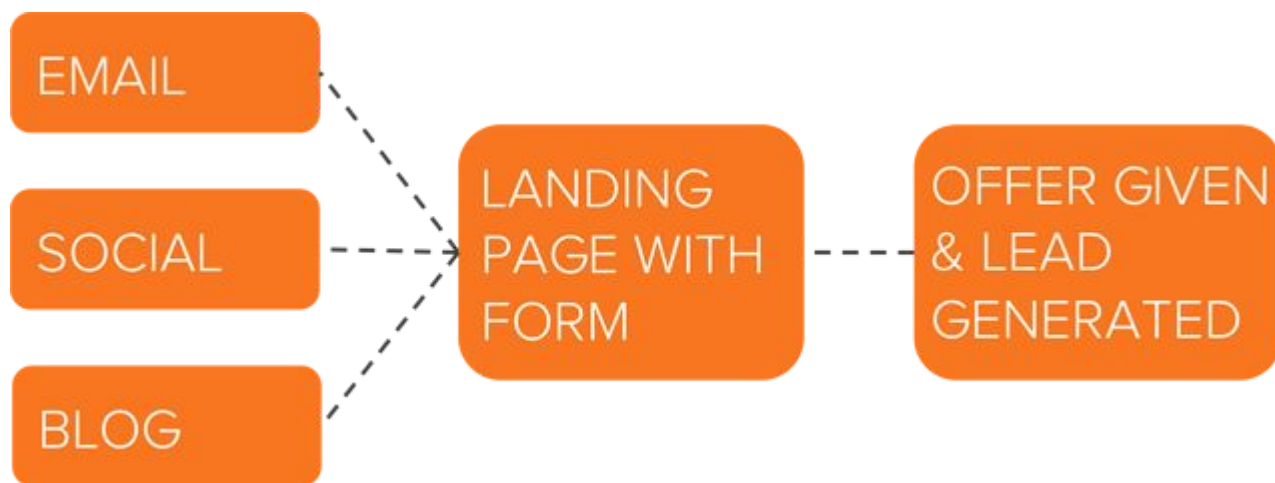 EMAIL
SOCIAL
BLOG
LANDING
PAGE WITH
FORM
OFFER GIVEN
& LEAD
GENERATED